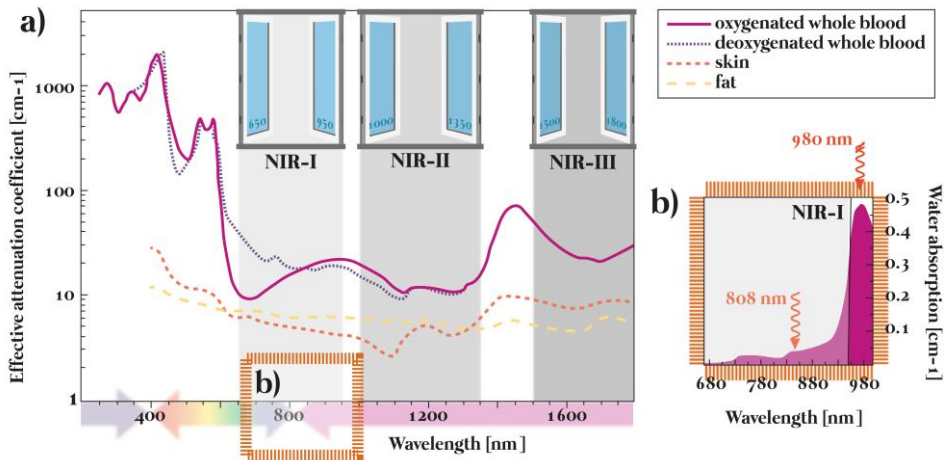 a)
Effective attenuation coefficient [cm-1]
1000
100
10
1
650
950
NIR-I
1000
1350
NIR-II
1500
1800
NIR-III
b)
400
800
1200
1600
Wavelength [nm]
oxygenated whole blood
deoxygenated whole blood
skin
fat
b)
980 nm
NIR-I
808 nm
0.5
0.4
0.3
0.2
0.1
Water absorption [cm-1]
680
780
880
980
Wavelength [nm]